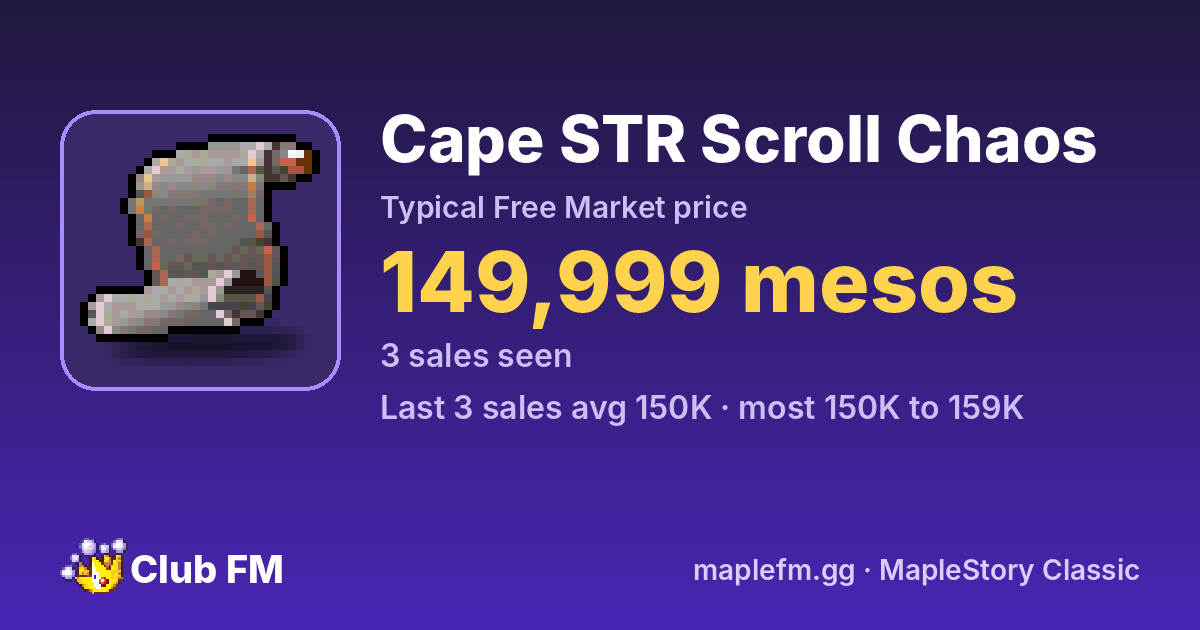 Cape STR Scroll Chaos
Typical Free Market price
149,999 mesos
3 sales seen
Last 3 sales avg 150K · most 150K to 159K
Club FM
maplefm.gg · MapleStory Classic